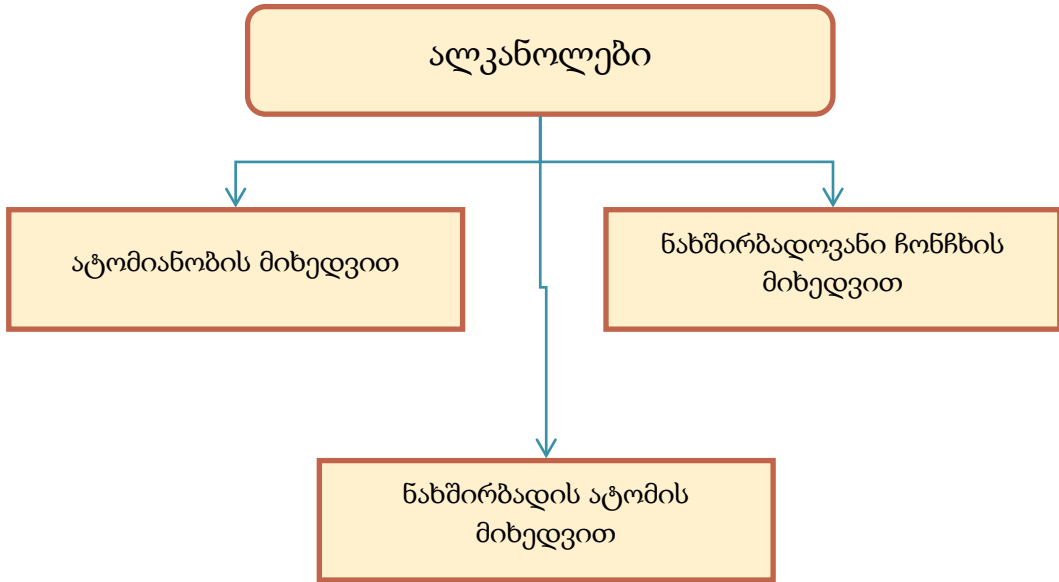 ალკანოლები
ატომიანობის მიხედვით
ნახშირბადოვანი ჩონჩხის
მიხედვით
ნახშირბადის ატომის
მიხედვით